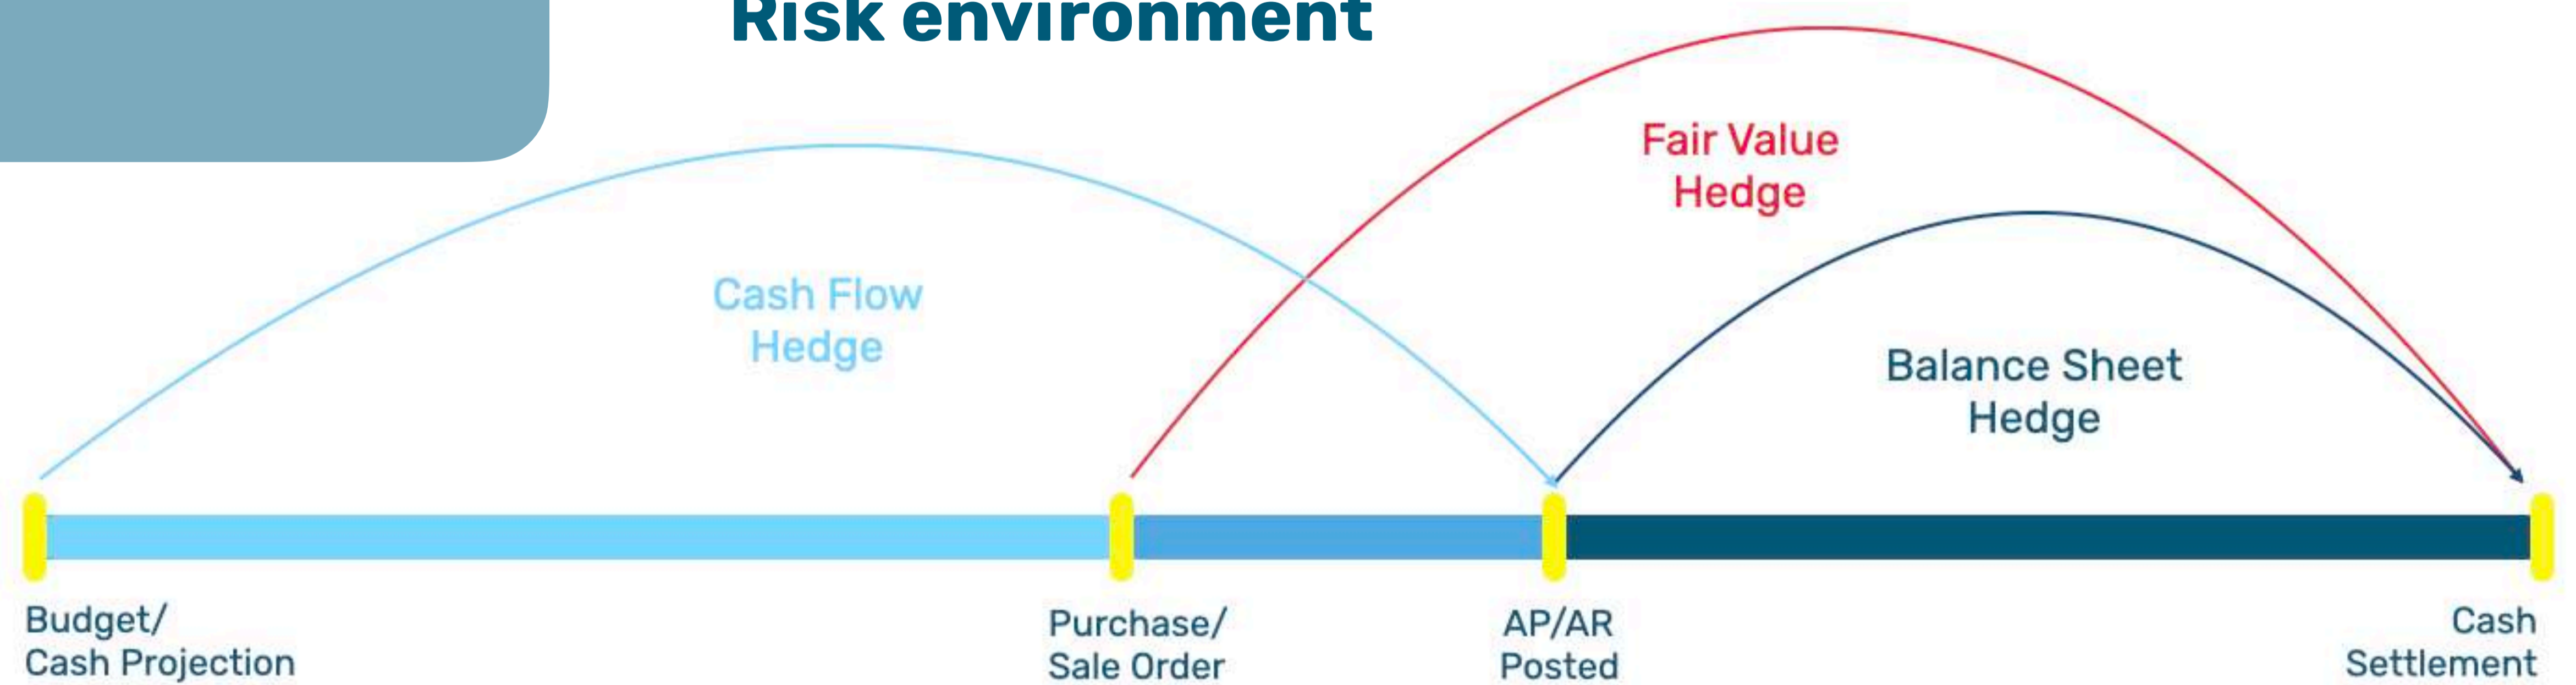 Risk environment
Fair Value
Hedge
Cash Flow
Hedge
Balance Sheet
Hedge
Budget/
Cash Projection
Purchase/
Sale Order
AP/AR
Posted
Cash
Settlement